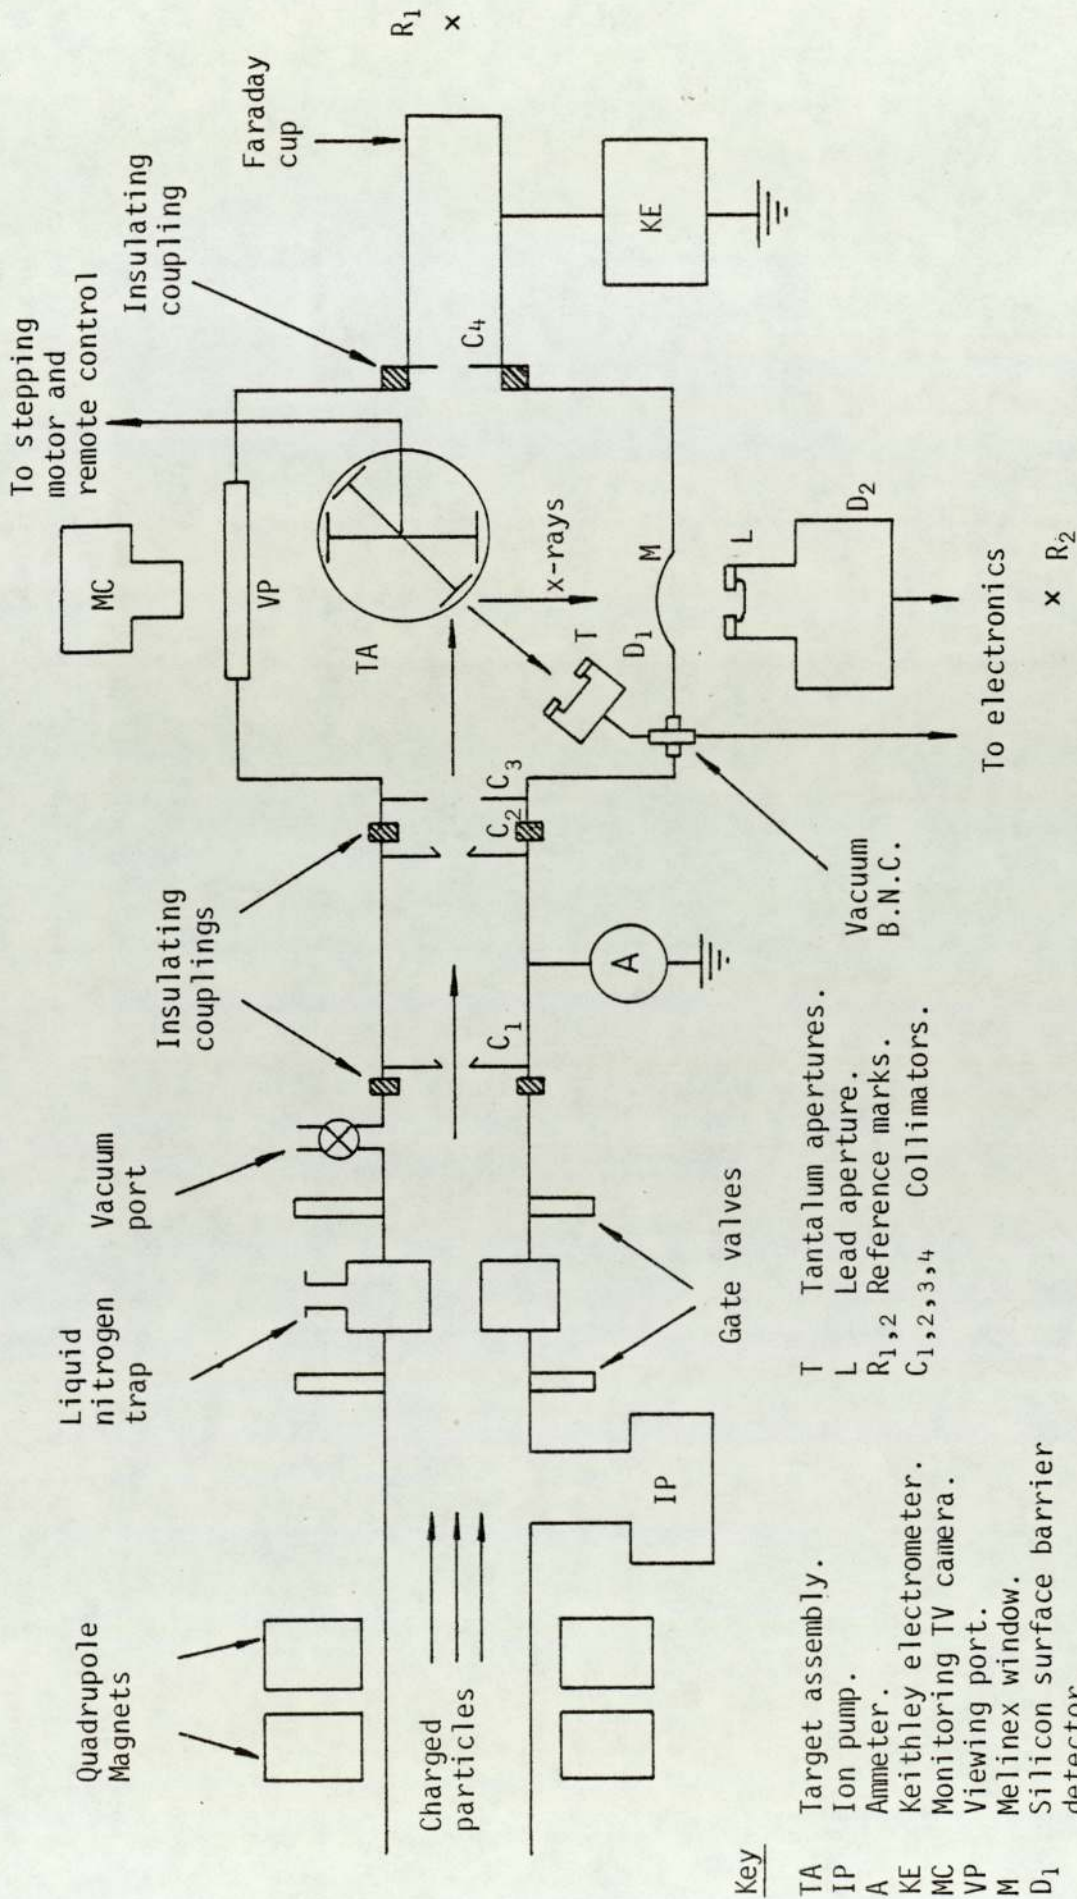 Quadrupole
Magnets
Liquid
nitrogen
trap
Vacuum
port
Insulating
couplings
To stepping
motor and
remote control
Insulating
coupling
Faraday
cup
R1
×
MC
VP
TA
Charged
particles
C1
C2
C3
C4
x-rays
T
D1
M
L
D2
KE
A
IP
Gate valves
Vacuum
B.N.C.
To electronics
× R2
Key
TA Target assembly.
IP Ion pump.
A Ammeter.
KE Keithley electrometer.
MC Monitoring TV camera.
VP Viewing port.
M Melinex window.
D1 Silicon surface barrier
detector
T Tantalum apertures.
L Lead aperture.
R1,2 Reference marks.
C1,2,3,4 Collimators.